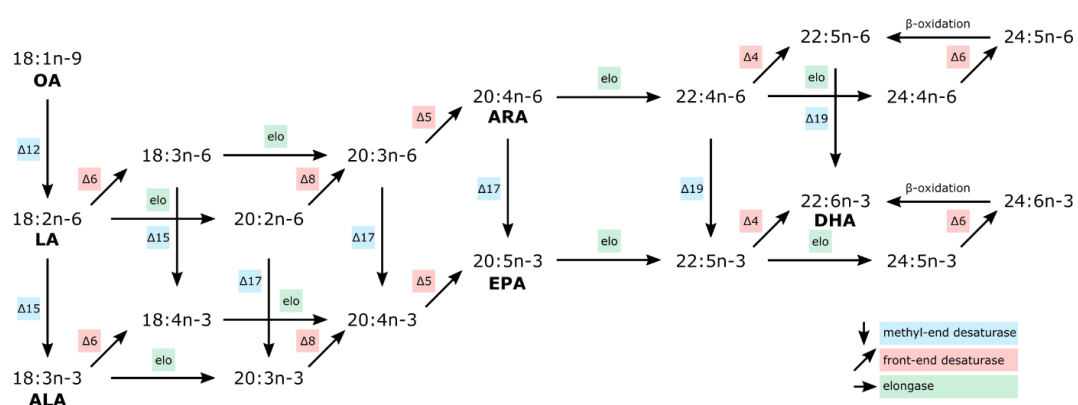 β-oxidation
22:5n-6
24:5n-6
18:1n-9
OA
Δ4
elo
Δ6
elo
20:4n-6
ARA
22:4n-6
24:4n-6
Δ5
Δ19
elo
Δ12
18:3n-6
20:3n-6
Δ6
Δ8
Δ17
Δ19
β-oxidation
elo
22:6n-3
DHA
24:6n-3
18:2n-6
LA
20:2n-6
Δ4
elo
Δ6
Δ15
Δ17
elo
20:5n-3
EPA
22:5n-3
24:5n-3
Δ17
Δ5
Δ15
elo
18:4n-3
20:4n-3
Δ6
Δ8
elo
methyl-end desaturase
front-end desaturase
18:3n-3
ALA
20:3n-3
elongase